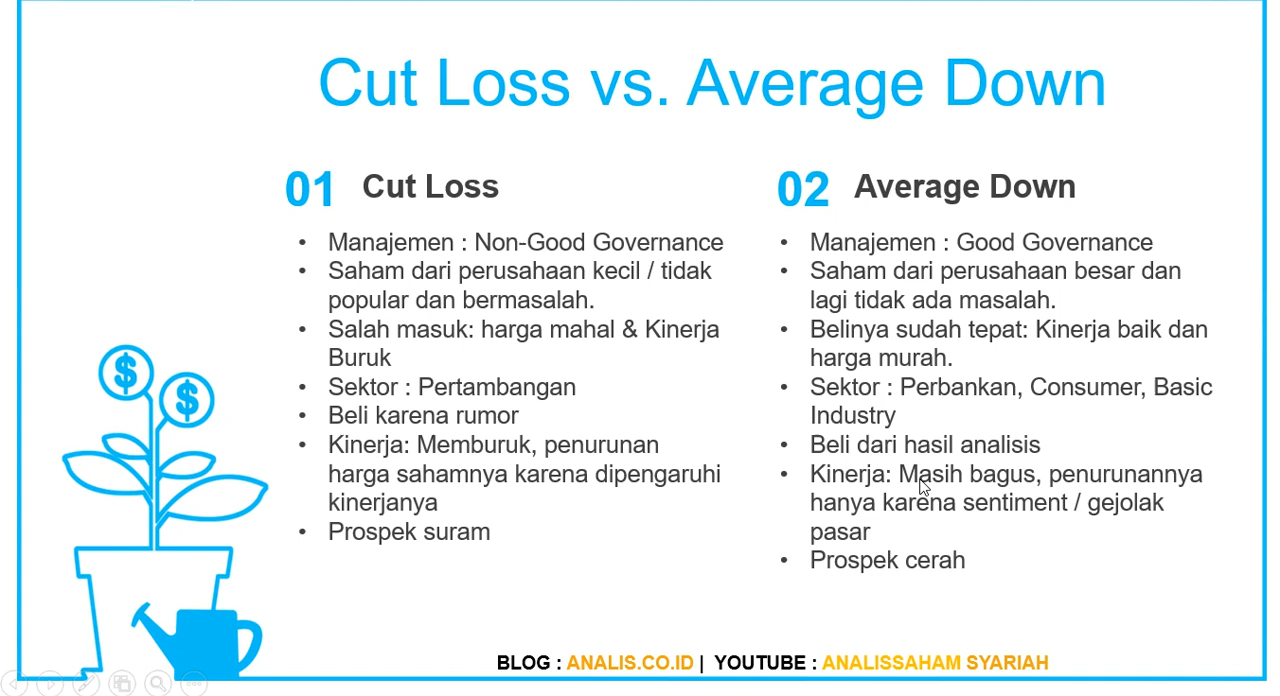 Cut Loss vs. Average Down
01 Cut Loss
• Manajemen : Non-Good Governance
• Saham dari perusahaan kecil / tidak
popular dan bermasalah.
• Salah masuk: harga mahal & Kinerja
Buruk
• Sektor : Pertambangan
• Beli karena rumor
• Kinerja: Memburuk, penurunan
harga sahamnya karena dipengaruhi
kinerjanya
• Prospek suram
02 Average Down
• Manajemen : Good Governance
• Saham dari perusahaan besar dan
lagi tidak ada masalah.
• Belinya sudah tepat: Kinerja baik dan
harga murah.
• Sektor : Perbankan, Consumer, Basic
Industry
• Beli dari hasil analisis
• Kinerja: Masih bagus, penurunannya
hanya karena sentiment / gejolak
pasar
• Prospek cerah
$
$
BLOG : ANALIS.CO.ID | YOUTUBE : ANALISSAHAM SYARIAH